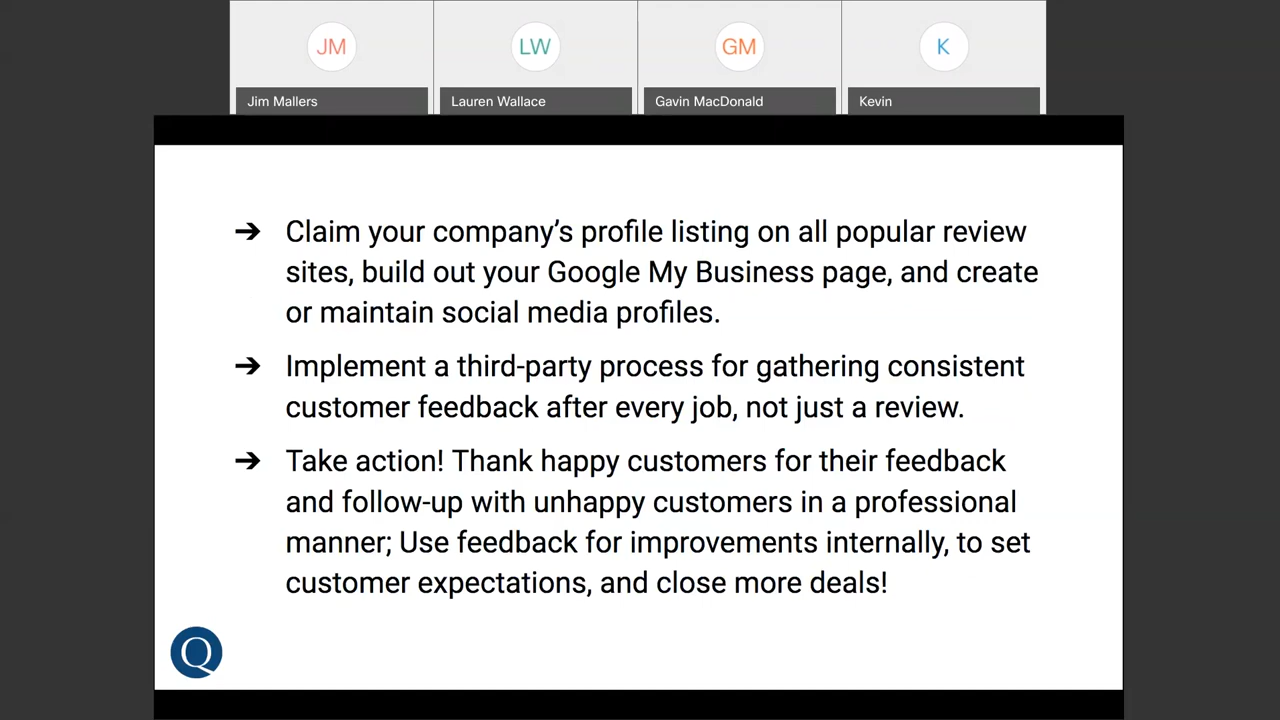 JM
LW
GM
K
Jim Mallers
Lauren Wallace
Gavin MacDonald
Kevin
➔ Claim your company’s profile listing on all popular review
sites, build out your Google My Business page, and create
or maintain social media profiles.
➔ Implement a third-party process for gathering consistent
customer feedback after every job, not just a review.
➔ Take action! Thank happy customers for their feedback
and follow-up with unhappy customers in a professional
manner; Use feedback for improvements internally, to set
customer expectations, and close more deals!
Q